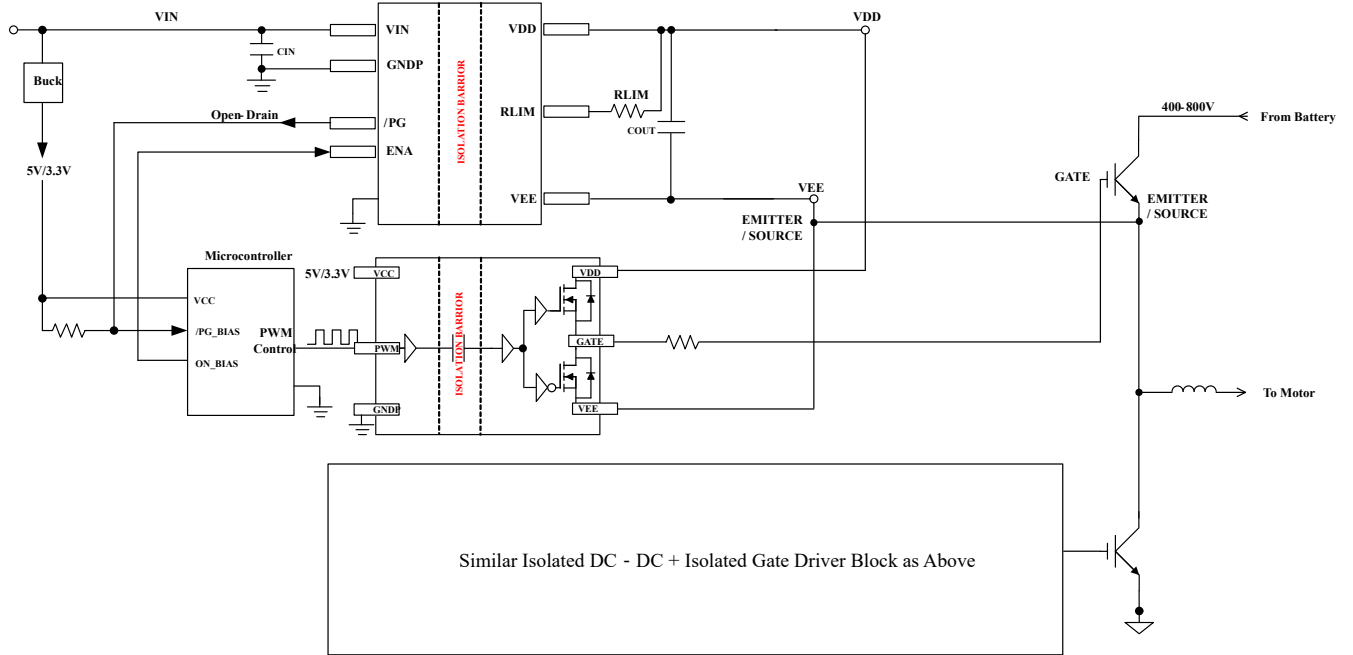 VIN
VDD
VIN
VDD
CIN
GNDP
Buck
400-800V
From Battery
RLIM
RLIM
Open-Drain
/PG
COUT
ISOLATION BARRIER
ENA
5V/3.3V
GATE
VEE
VEE
EMITTER
/ SOURCE
EMITTER
/ SOURCE
Microcontroller
5V/3.3V
VCC
VDD
VCC
ISOLATION BARRIER
/PG_BIAS
PWM
Control
PWM
GATE
ON_BIAS
To Motor
GNDP
VEE
Similar Isolated DC - DC + Isolated Gate Driver Block as Above